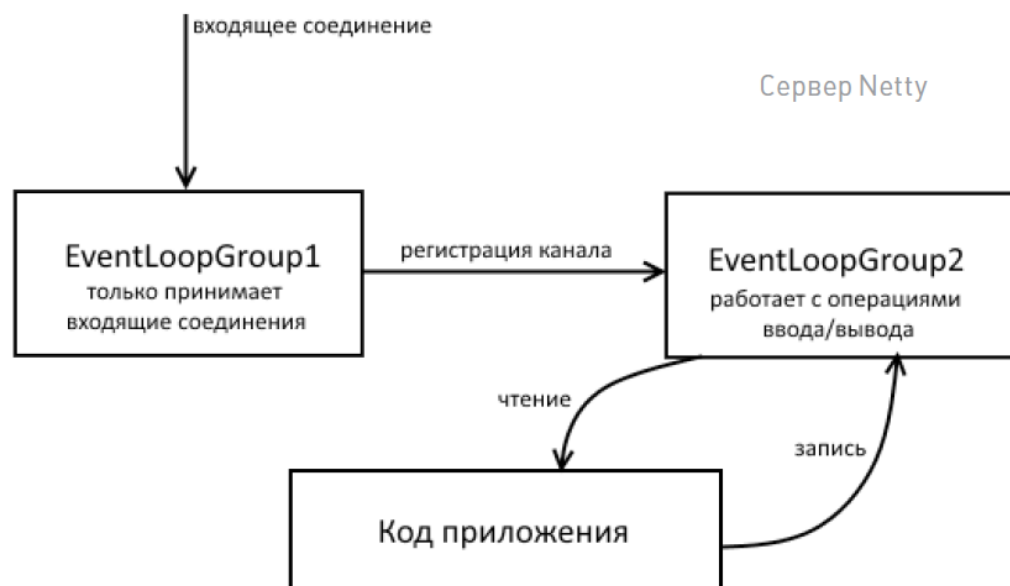 входящее соединение
Сервер Netty
EventLoopGroup1
только принимает
входящие соединения
регистрация канала
EventLoopGroup2
работает с операциями
ввода/вывода
чтение
запись
Код приложения